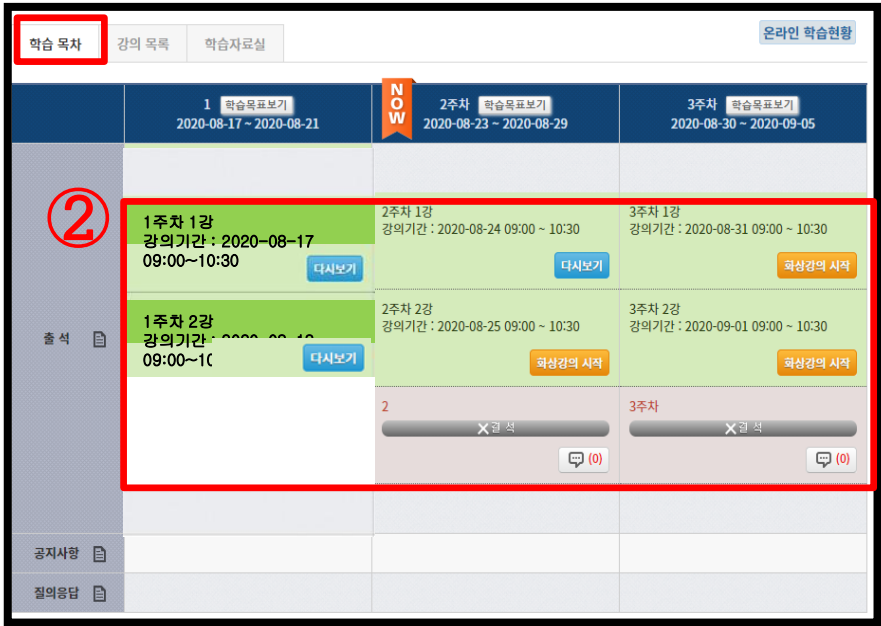 학습 목차
강의 목록
학습자료실
온라인 학습현황
1 학습목표보기
2020-08-17 ~ 2020-08-21
NOW
2주차 학습목표보기
2020-08-23 ~ 2020-08-29
3주차 학습목표보기
2020-08-30 ~ 2020-09-05
②
출 석
1주차 1강
강의기간 : 2020-08-17
09:00~10:30
다시보기
2주차 1강
강의기간 : 2020-08-24 09:00 ~ 10:30
다시보기
3주차 1강
강의기간 : 2020-08-31 09:00 ~ 10:30
화상강의 시작
1주차 2강
강의기간 :
09:00~1
다시보기
2주차 2강
강의기간 : 2020-08-25 09:00 ~ 10:30
화상강의 시작
3주차 2강
강의기간 : 2020-09-01 09:00 ~ 10:30
화상강의 시작
2
결 석
(0)
3주차
결 석
(0)
공지사항
질의응답